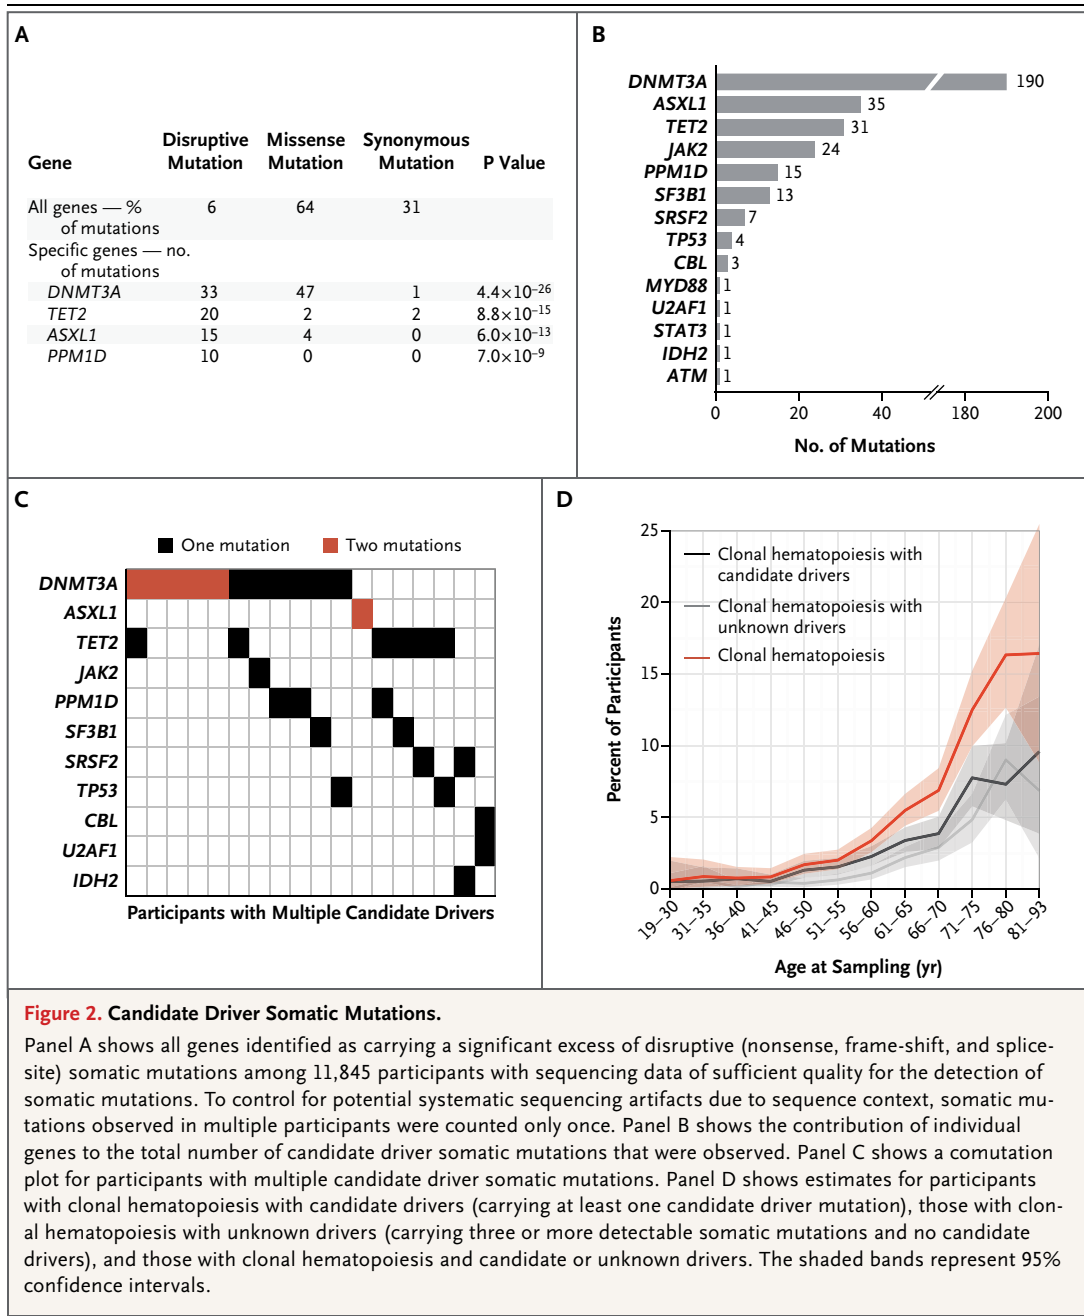 A
Disruptive Missense Synonymous
Gene Mutation Mutation Mutation P Value
All genes — % 6 64 31
of mutations
Specific genes — no.
of mutations
DNMT3A 33 47 1 4.4×10−26
TET2 20 2 2 8.8×10−15
ASXL1 15 4 0 6.0×10−13
PPM1D 10 0 0 7.0×10−9
B
DNMT3A 190
ASXL1 35
TET2 31
JAK2 24
PPM1D 15
SF3B1 13
SRSF2 7
TP53 4
CBL 3
MYD88 1
U2AF1 1
STAT3 1
IDH2 1
ATM 1
0 20 40 180 200
No. of Mutations
C
One mutation Two mutations
DNMT3A
ASXL1
TET2
JAK2
PPM1D
SF3B1
SRSF2
TP53
CBL
U2AF1
IDH2
Participants with Multiple Candidate Drivers
D
Percent of Participants
25
20
15
10
5
0
Clonal hematopoiesis with
candidate drivers
Clonal hematopoiesis with
unknown drivers
Clonal hematopoiesis
19–30 31–35 36–40 41–45 46–50 51–55 56–60 61–65 66–70 71–75 76–80 81–93
Age at Sampling (yr)
Figure 2. Candidate Driver Somatic Mutations.
Panel A shows all genes identified as carrying a significant excess of disruptive (nonsense, frame-shift, and splice-
site) somatic mutations among 11,845 participants with sequencing data of sufficient quality for the detection of
somatic mutations. To control for potential systematic sequencing artifacts due to sequence context, somatic mu-
tations observed in multiple participants were counted only once. Panel B shows the contribution of individual
genes to the total number of candidate driver somatic mutations that were observed. Panel C shows a comutation
plot for participants with multiple candidate driver somatic mutations. Panel D shows estimates for participants
with clonal hematopoiesis with candidate drivers (carrying at least one candidate driver mutation), those with clon-
al hematopoiesis with unknown drivers (carrying three or more detectable somatic mutations and no candidate
drivers), and those with clonal hematopoiesis and candidate or unknown drivers. The shaded bands represent 95%
confidence intervals.